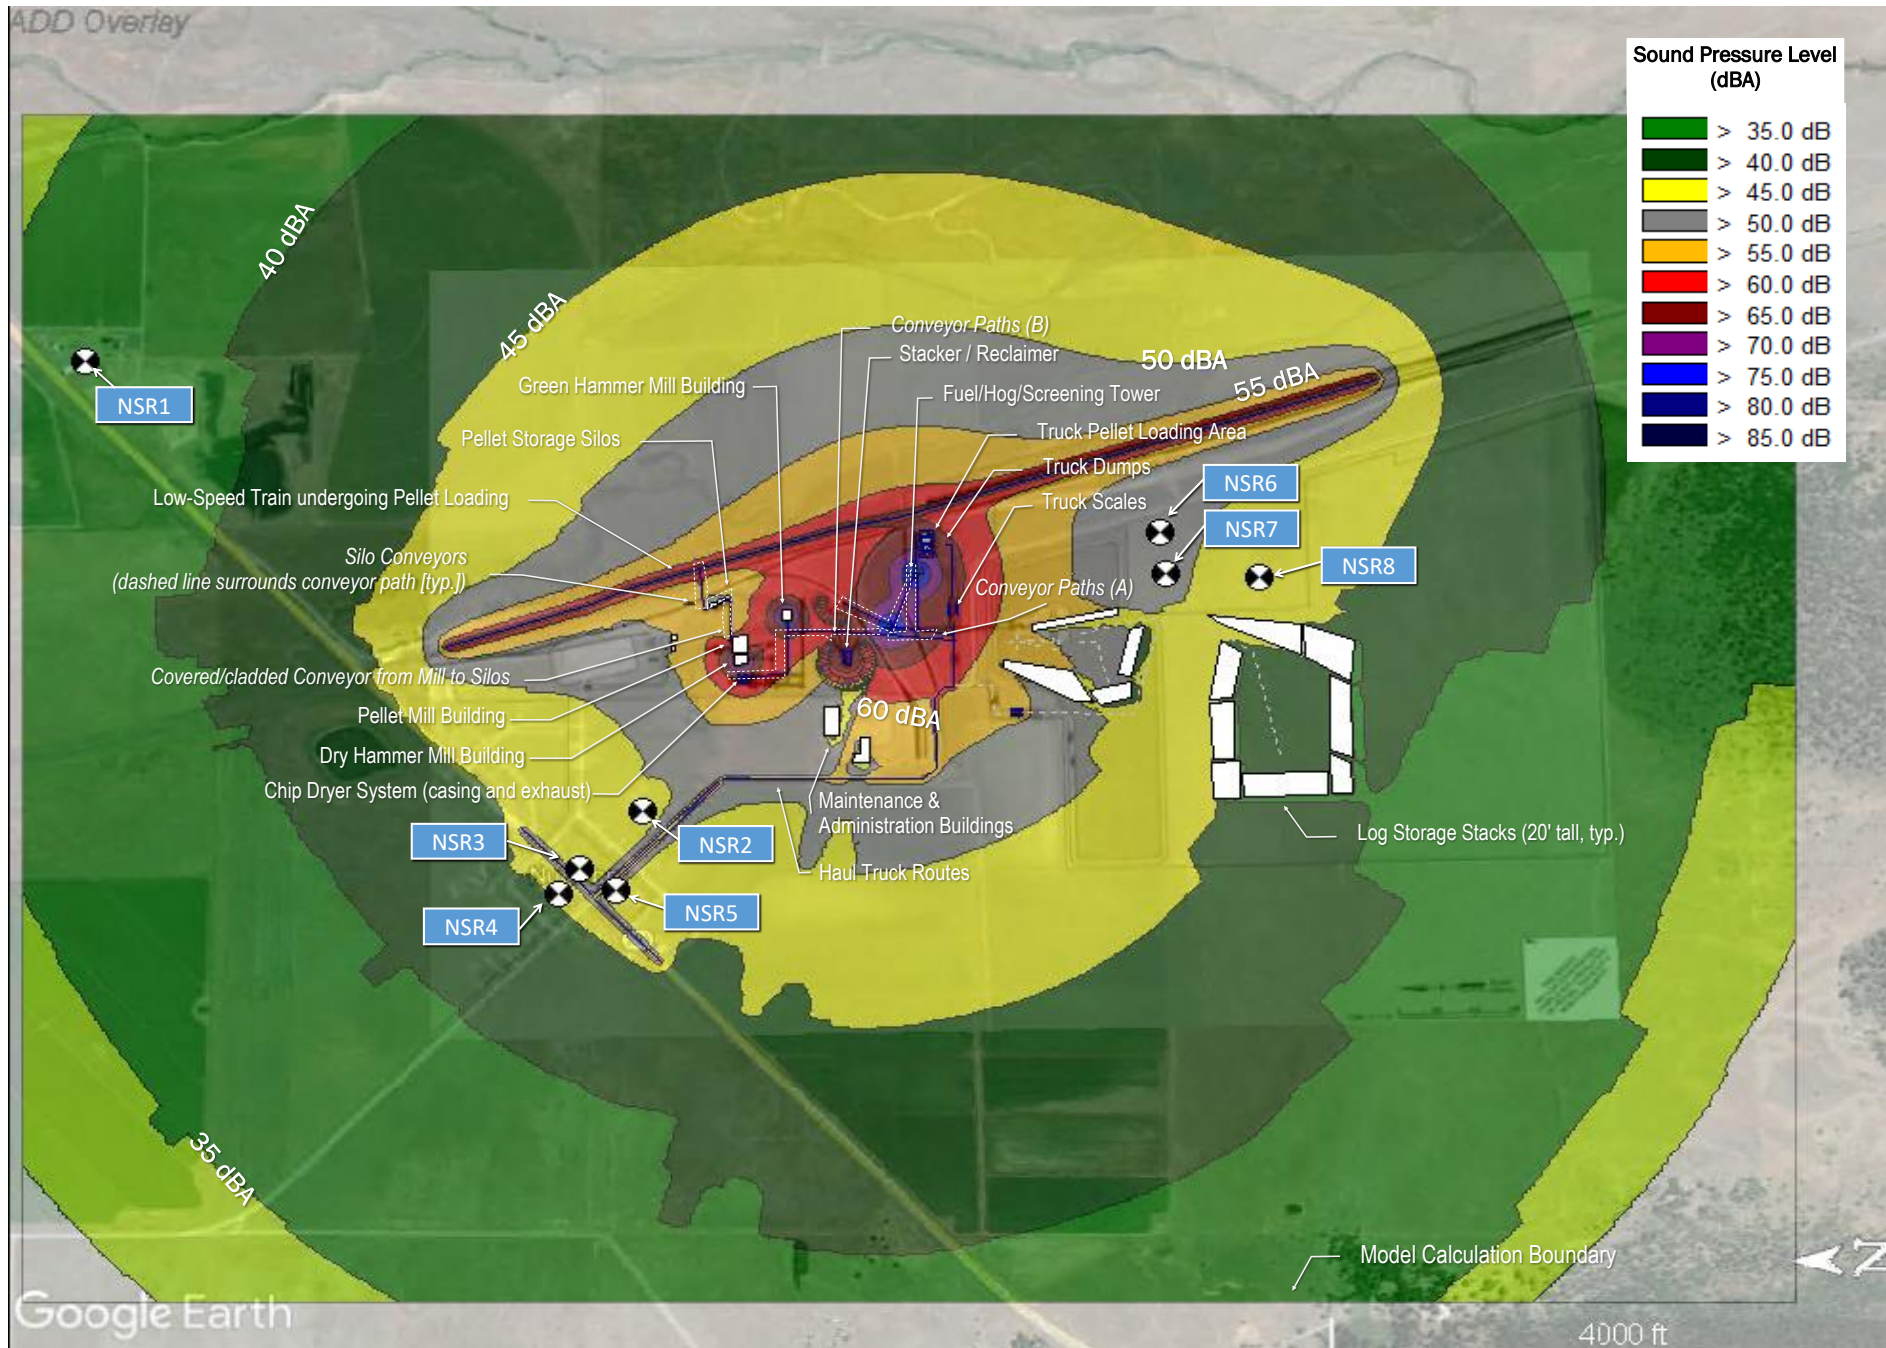 ADD Overlay
Sound Pressure Level
(dBA)
> 35.0 dB
> 40.0 dB
> 45.0 dB
> 50.0 dB
> 55.0 dB
> 60.0 dB
> 65.0 dB
> 70.0 dB
> 75.0 dB
> 80.0 dB
> 85.0 dB
40 dBA
45 dBA
50 dBA
55 dBA
60 dBA
35 dBA
Conveyor Paths (B)
Stacker / Reclaimer
Green Hammer Mill Building
Fuel/Hog/Screening Tower
Pellet Storage Silos
Truck Pellet Loading Area
Truck Dumps
Low-Speed Train undergoing Pellet Loading
Truck Scales
Silo Conveyors
(dashed line surrounds conveyor path [typ.])
Conveyor Paths (A)
Covered/cladded Conveyor from Mill to Silos
Pellet Mill Building
Dry Hammer Mill Building
Chip Dryer System (casing and exhaust)
Maintenance &
Administration Buildings
Haul Truck Routes
Log Storage Stacks (20' tall, typ.)
NSR1
NSR6
NSR7
NSR8
NSR3
NSR2
NSR4
NSR5
Model Calculation Boundary
Z
Google Earth
4000 ft